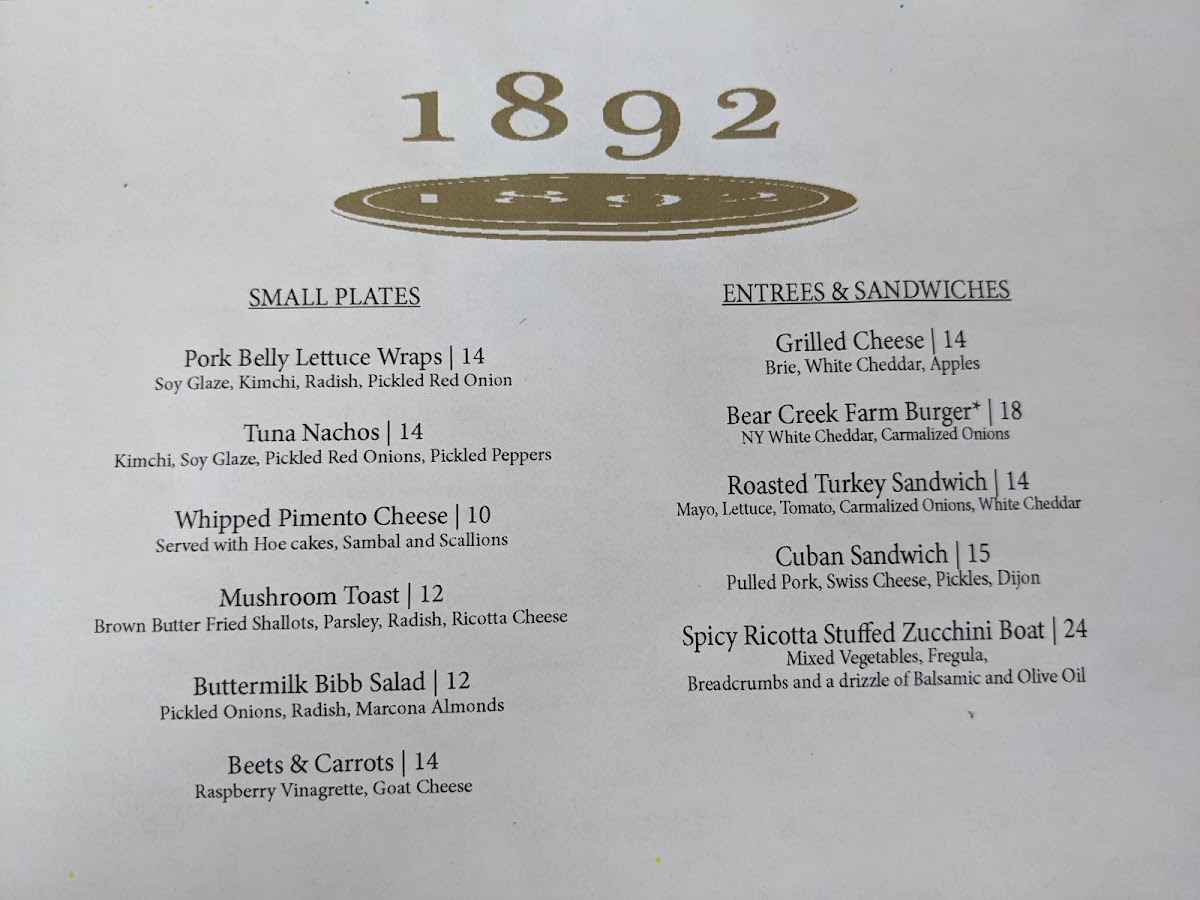 1892
SMALL PLATES
Pork Belly Lettuce Wraps | 14
Soy Glaze, Kimchi, Radish, Pickled Red Onion
Tuna Nachos | 14
Kimchi, Soy Glaze, Pickled Red Onions, Pickled Peppers
Whipped Pimento Cheese | 10
Served with Hoe cakes, Sambal and Scallions
Mushroom Toast | 12
Brown Butter Fried Shallots, Parsley, Radish, Ricotta Cheese
Buttermilk Bibb Salad | 12
Pickled Onions, Radish, Marcona Almonds
Beets & Carrots | 14
Raspberry Vinagrette, Goat Cheese
ENTREES & SANDWICHES
Grilled Cheese | 14
Brie, White Cheddar, Apples
Bear Creek Farm Burger* | 18
NY White Cheddar, Carmalized Onions
Roasted Turkey Sandwich | 14
Mayo, Lettuce, Tomato, Carmalized Onions, White Cheddar
Cuban Sandwich | 15
Pulled Pork, Swiss Cheese, Pickles, Dijon
Spicy Ricotta Stuffed Zucchini Boat | 24
Mixed Vegetables, Fregula,
Breadcrumbs and a drizzle of Balsamic and Olive Oil